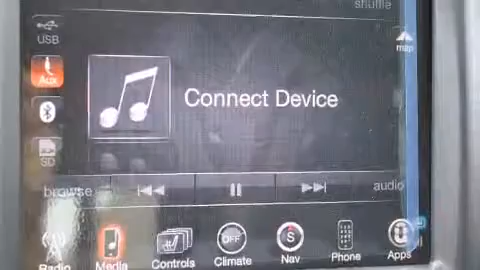 shuffle
USB
map
Aux
Connect Device
SD
browse
audio
OFF
S
Radio
Media
Controls
Climate
Nav
Phone
Apps